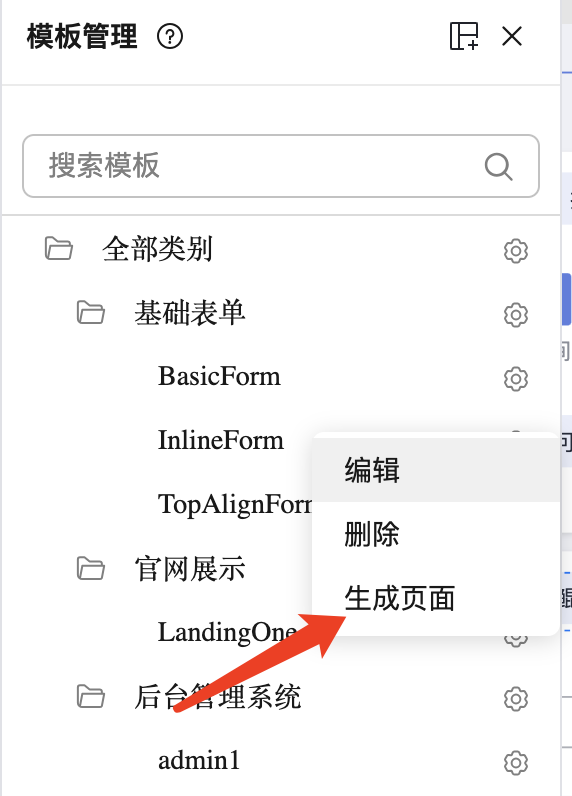 模板管理
搜索模板
全部类别
基础表单
BasicForm
InlineForm
编辑
TopAlignForm
删除
官网展示
生成页面
LandingOne
后台管理系统
admin1